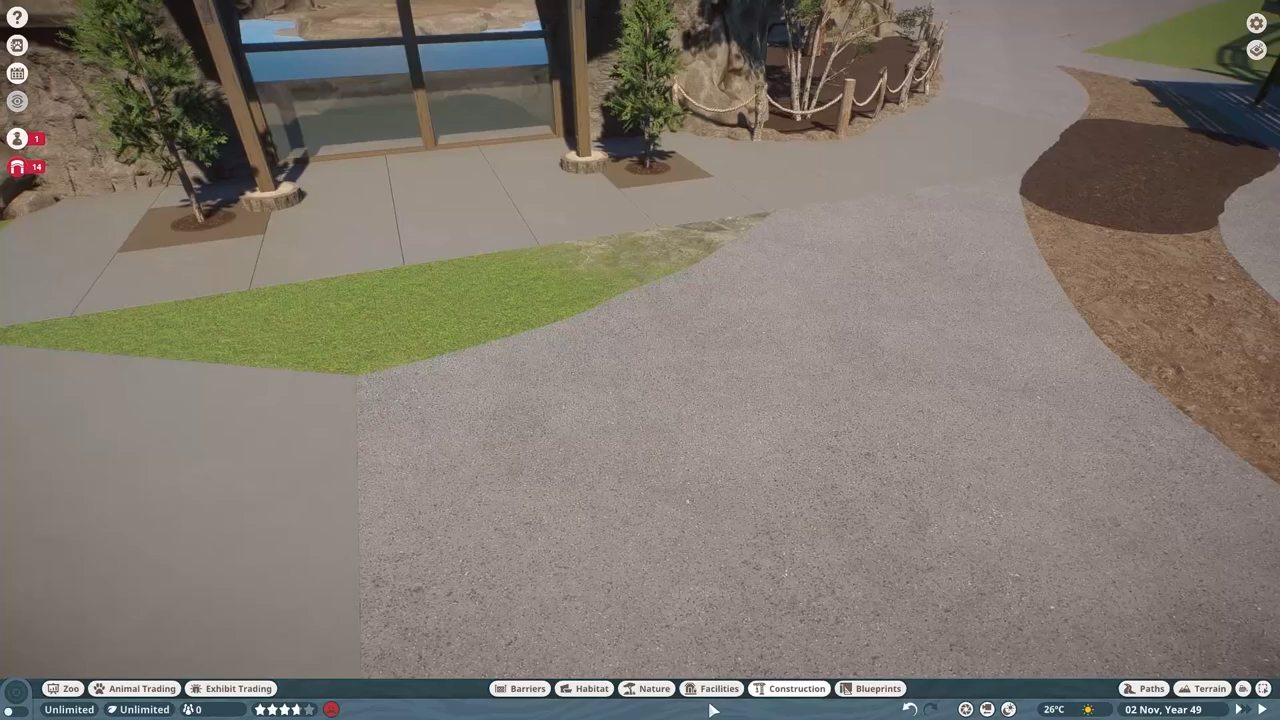 ?
1
14
Zoo
Animal Trading
Exhibit Trading
Barriers
Habitat
Nature
Facilities
Construction
Blueprints
Paths
Terrain
Unlimited
Unlimited
0
26°C
02 Nov, Year 49